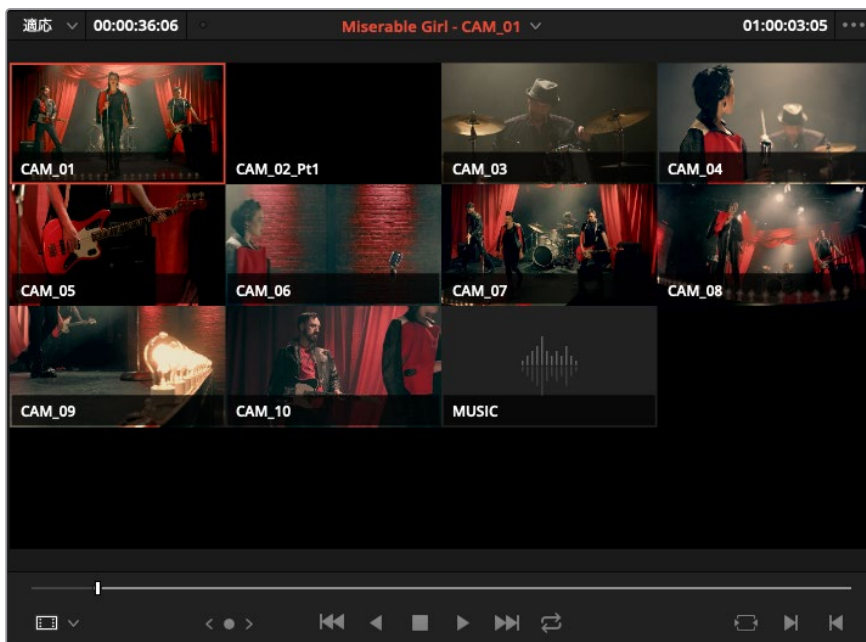 適応 00:00:36:06 Miserable Girl - CAM_01 01:00:03:05
CAM_01 CAM_02_Pt1 CAM_03 CAM_04
CAM_05 CAM_06 CAM_07 CAM_08
CAM_09 CAM_10 MUSIC